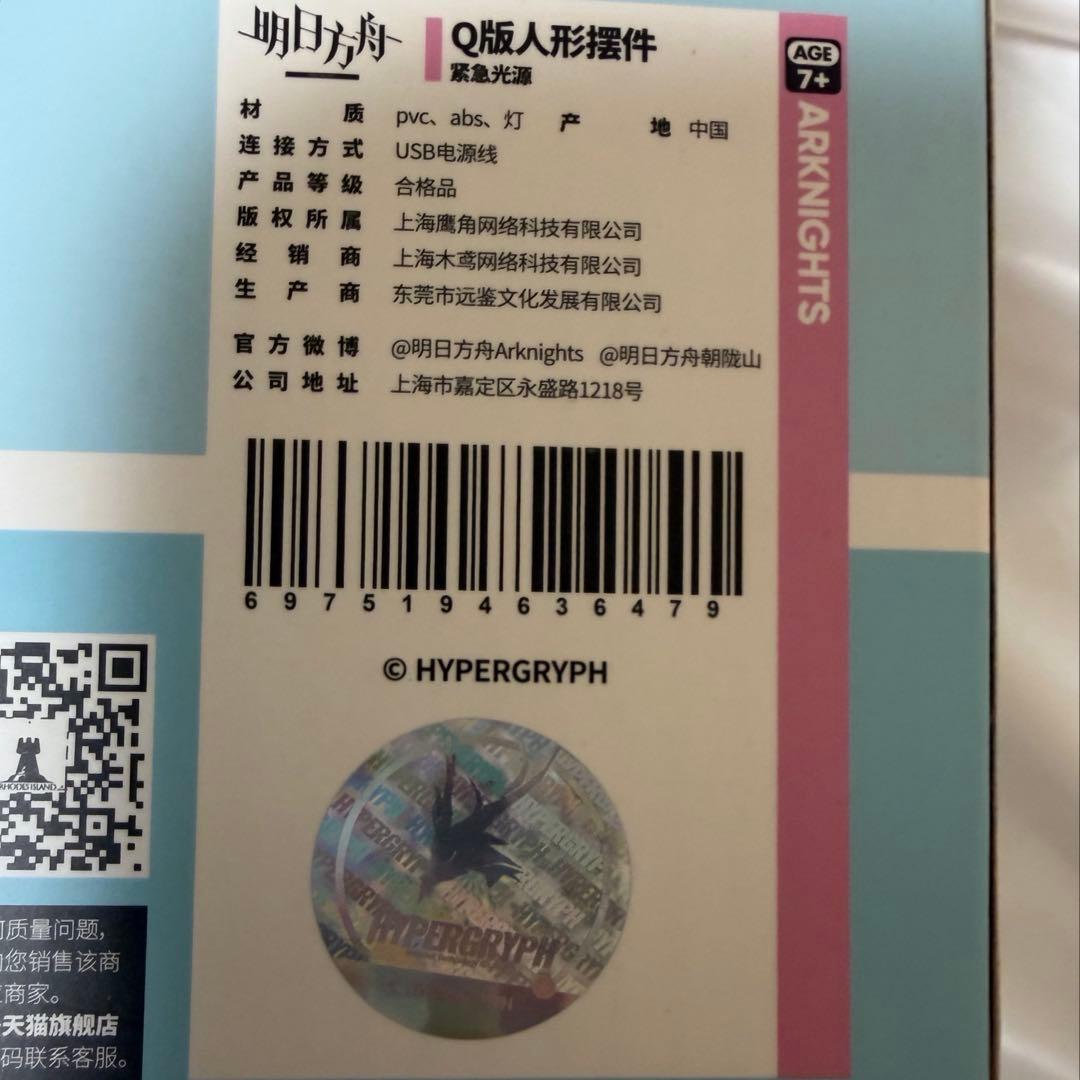 明日方舟
Q版人形摆件
紧急光源
材质 pvc、abs、灯 产地 中国
连接方式 USB电源线
产品等级 合格品
版权所属 上海鹰角网络科技有限公司
经销商 上海木鸢网络科技有限公司
生产商 东莞市远鉴文化发展有限公司
官方微博 @明日方舟Arknights @明日方舟朝陇山
公司地址 上海市嘉定区永盛路1218号
6975194636479
© HYPERGRYPH
HYPERGRYPH
AGE
7+
ARKNIGHTS
RHODES ISLAND
质量问题,
您销售该商
商家。
天猫旗舰店
码联系客服。